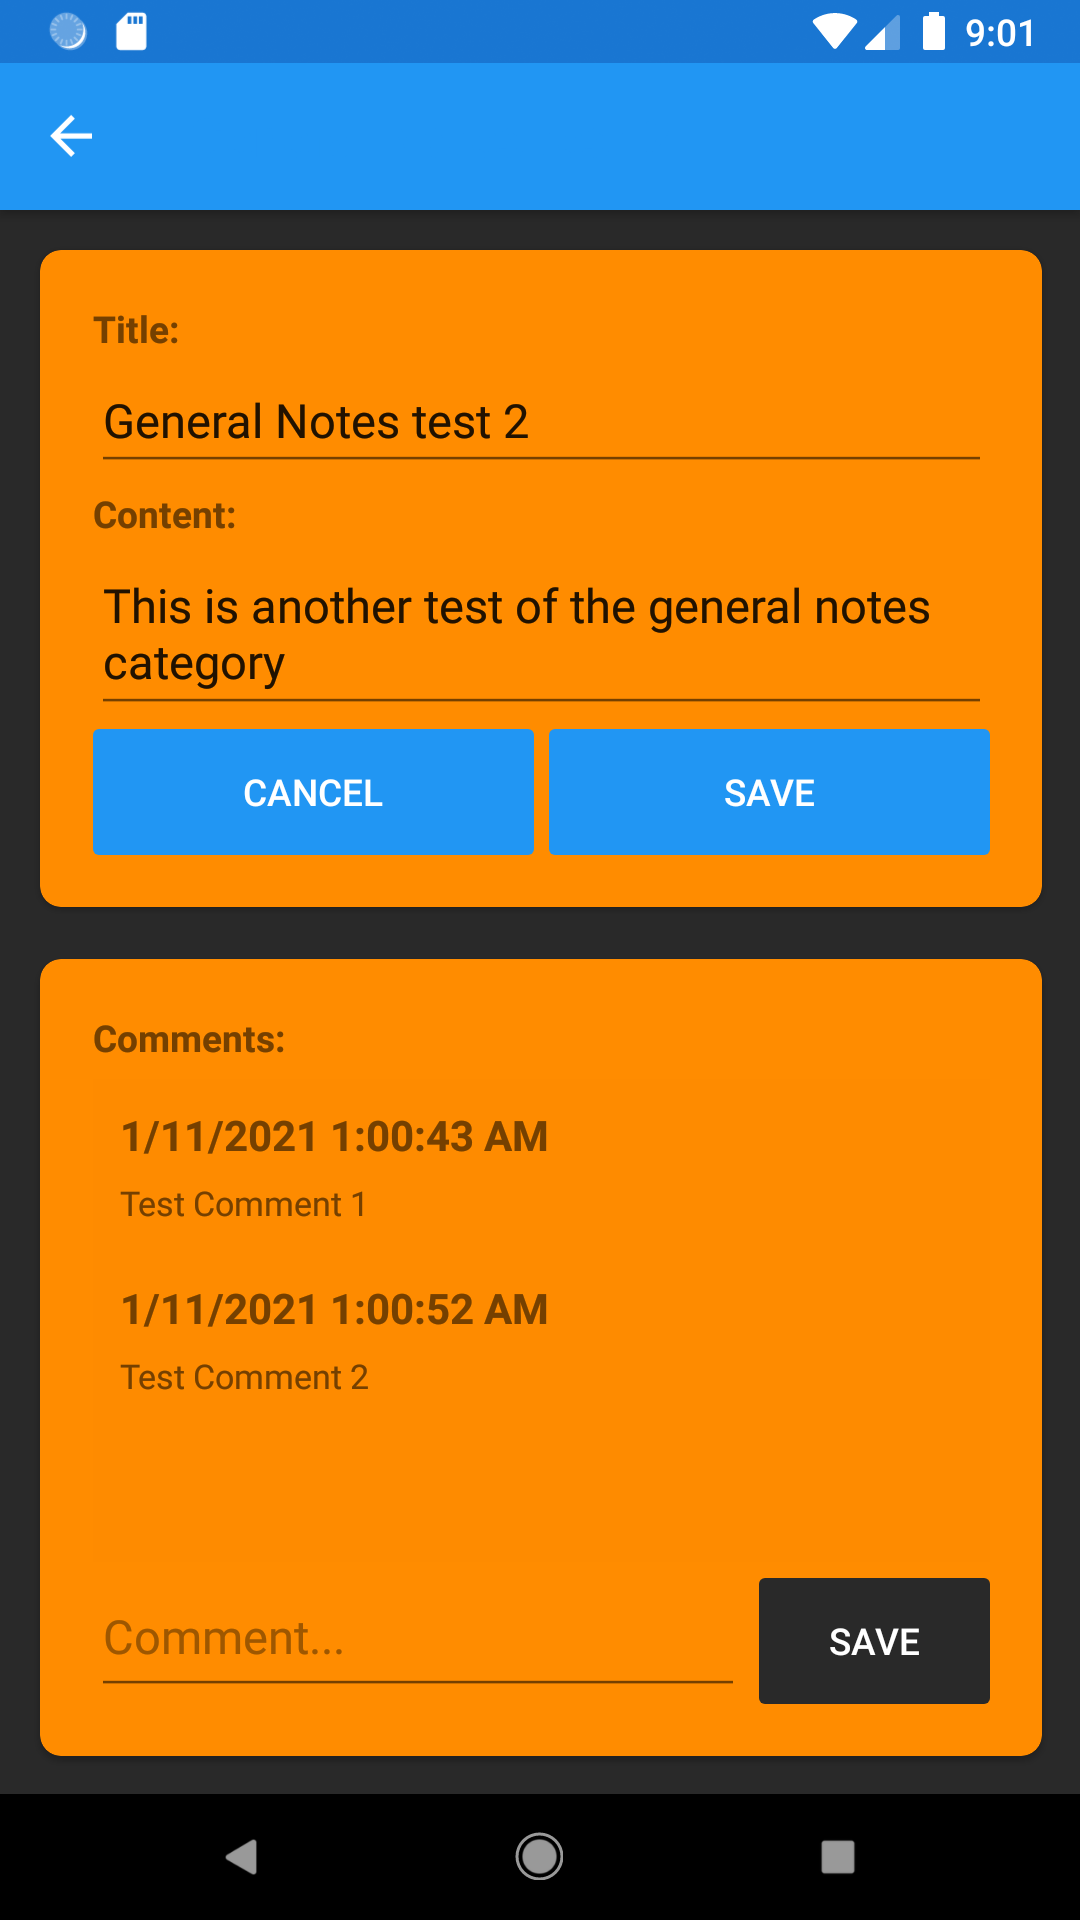 9:01
Title:
General Notes test 2
Content:
This is another test of the general notes
category
CANCEL
SAVE
Comments:
1/11/2021 1:00:43 AM
Test Comment 1
1/11/2021 1:00:52 AM
Test Comment 2
Comment...
SAVE